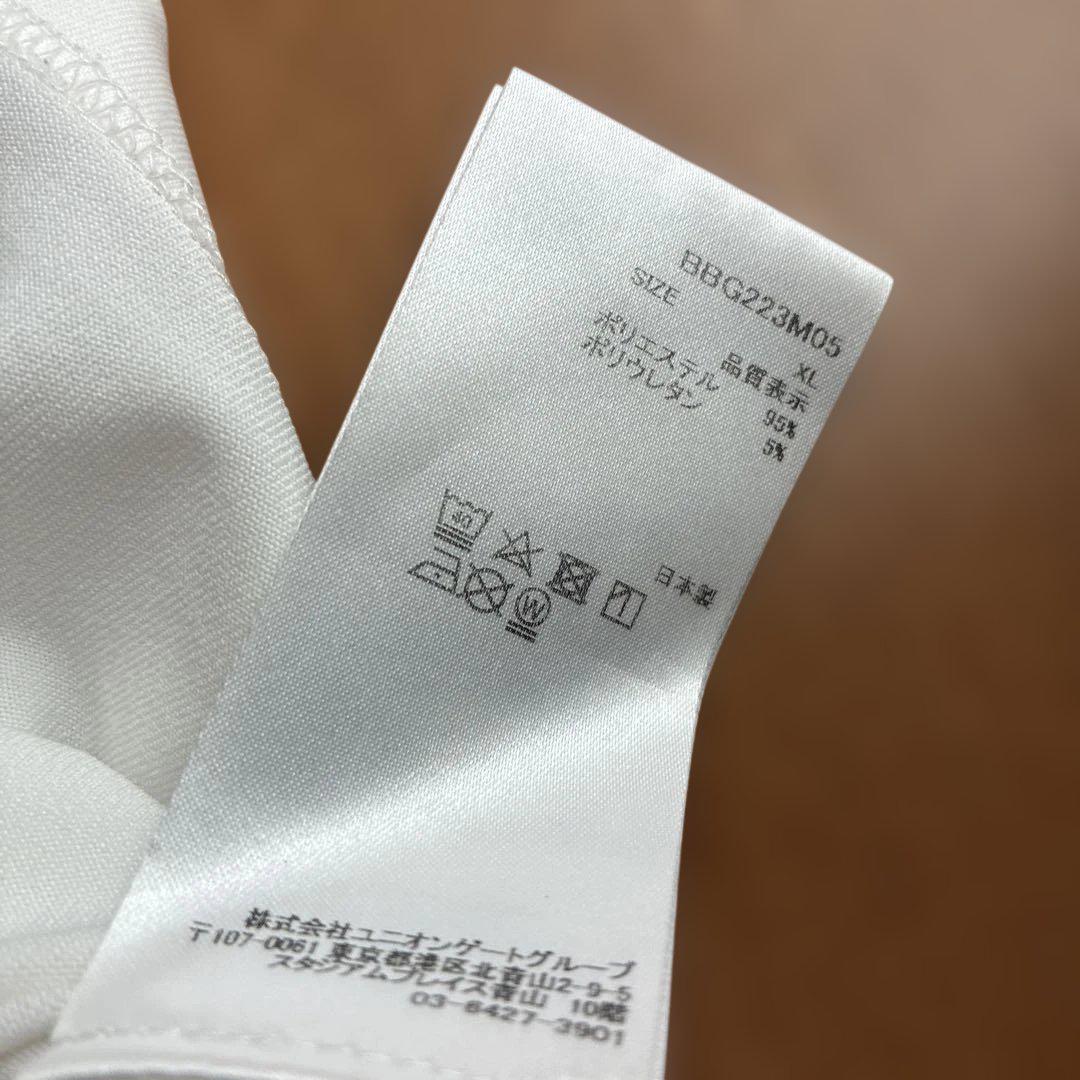 BBG223M05
SIZE XL
品質表示
ポリエステル 95%
ポリウレタン 5%
日本製
W
株式会社ユニオンゲートグループ
〒107-0061 東京都港区北青山2-9-5
スタジアムプレイス青山 10階
03-6427-3901